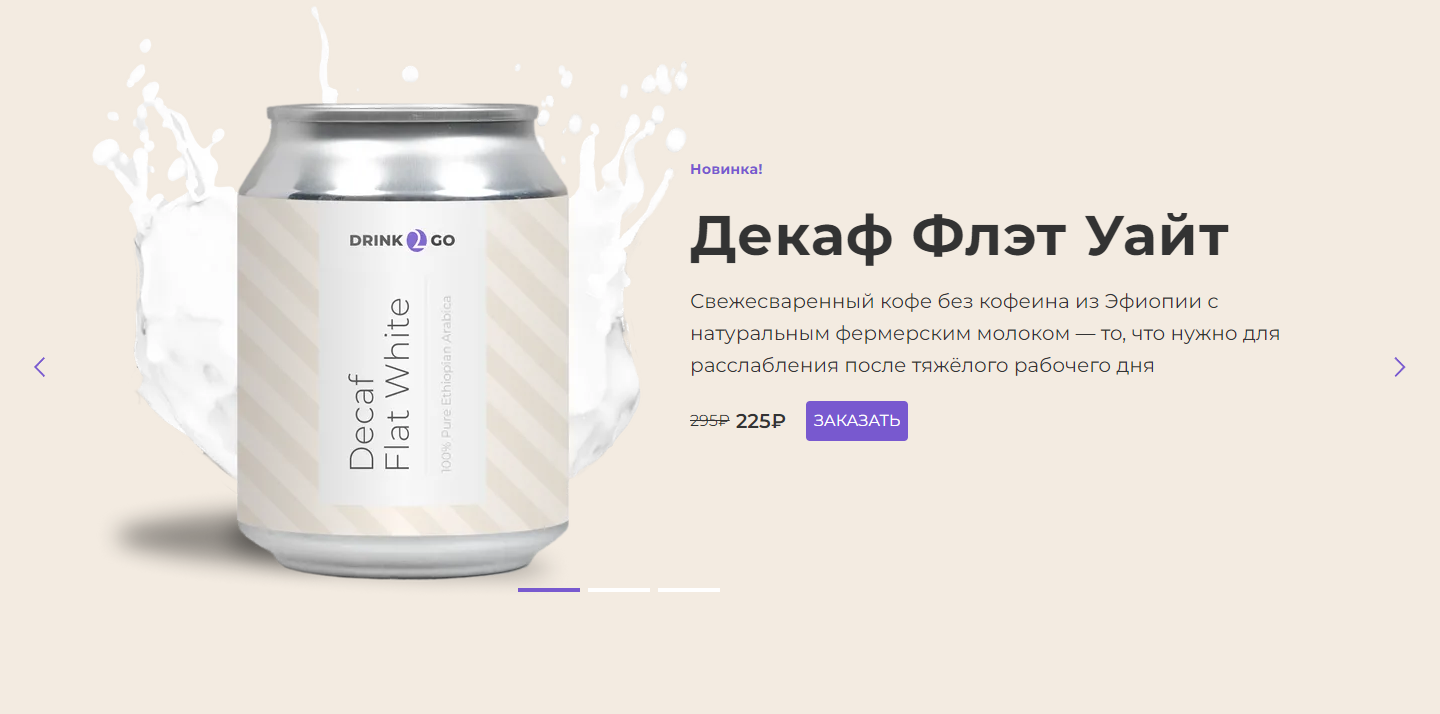 Новинка!
Декаф Флэт Уайт
Свежесваренный кофе без кофеина из Эфиопии с
натуральным фермерским молоком — то, что нужно для
расслабления после тяжёлого рабочего дня
295₽ 225₽ ЗАКАЗАТЬ
DRINK 2 GO
Decaf
Flat White
100% Pure Ethiopian Arabica